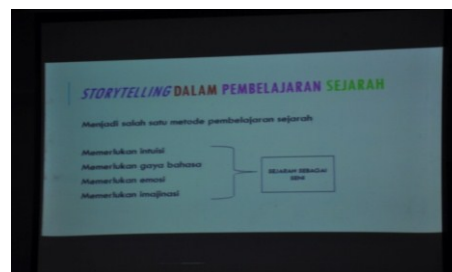 STORYTELLING DALAM PEMBELAJARAN SEJARAH
Menjadi salah satu metode pembelajaran sejarah
Memerlukan intuisi
Memerlukan gaya bahasa
Memerlukan emosi
Memerlukan imajinasi
SEJARAH SEBAGAI
SENI